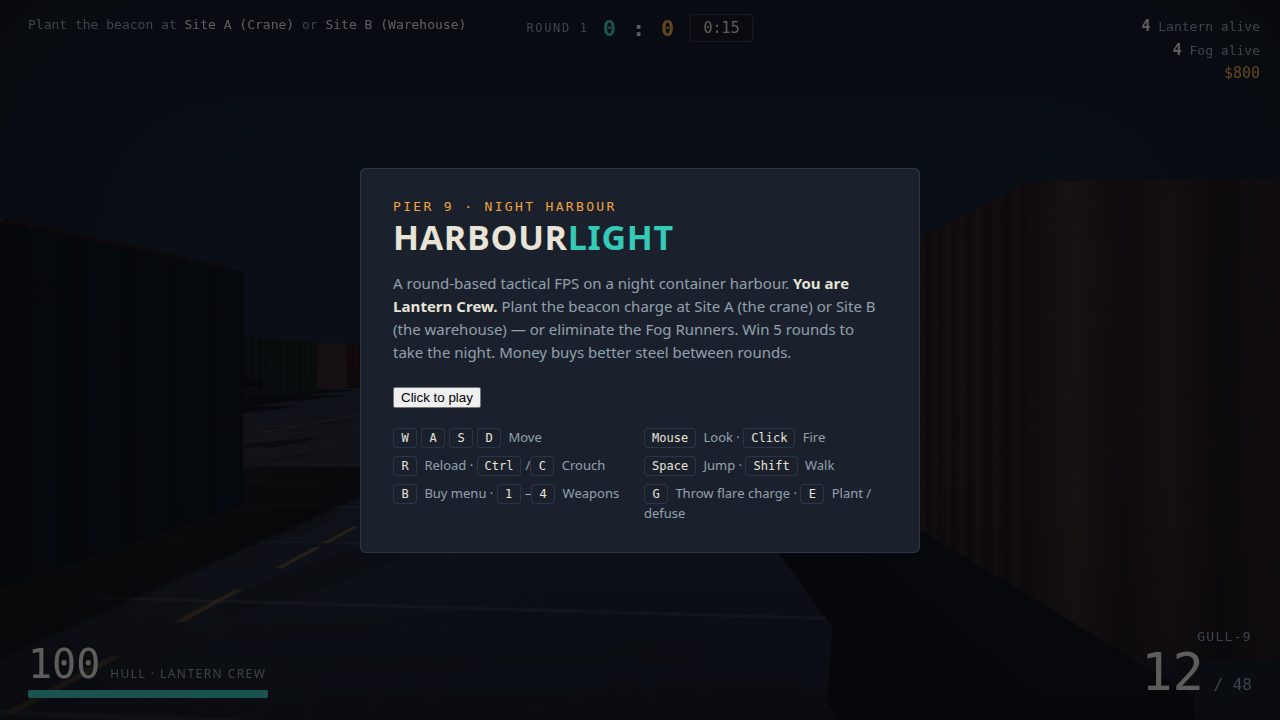 Plant the beacon at Site A (Crane) or Site B (Warehouse)
ROUND 1 0 : 0 0:15
4 Lantern alive
4 Fog alive
$800
PIER 9 · NIGHT HARBOUR
HARBOURLIGHT
A round-based tactical FPS on a night container harbour. You are
Lantern Crew. Plant the beacon charge at Site A (the crane) or Site B
(the warehouse) — or eliminate the Fog Runners. Win 5 rounds to
take the night. Money buys better steel between rounds.
Click to play
W A S D Move
Mouse Look · Click Fire
R Reload · Ctrl / C Crouch
Space Jump · Shift Walk
B Buy menu · 1 – 4 Weapons
G Throw flare charge · E Plant /
defuse
100 HULL · LANTERN CREW
GULL-9
12 / 48